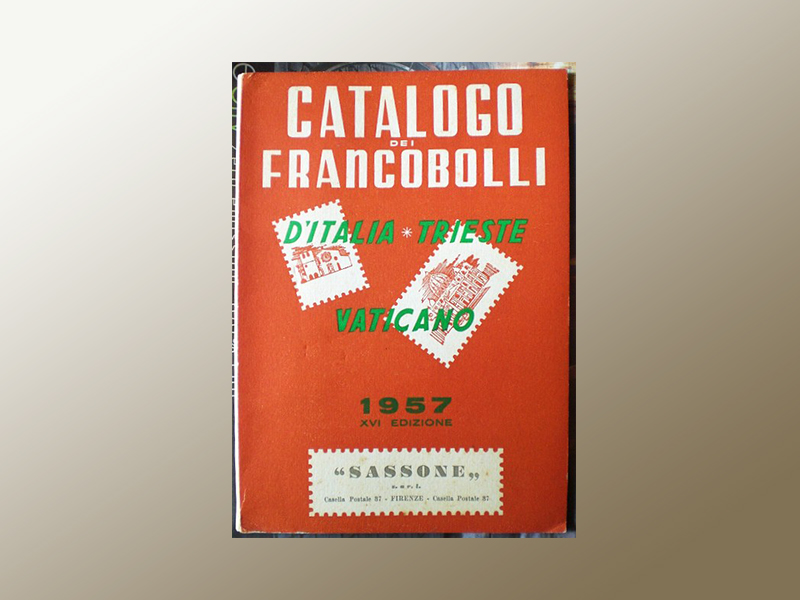 CATALOGO
DEI
FRANCOBOLLI
D'ITALIA * TRIESTE
VATICANO
1957
XVI EDIZIONE
“SASSONE„
s. a r. l.
Casella Postale 87 - FIRENZE - Casella Postale 87